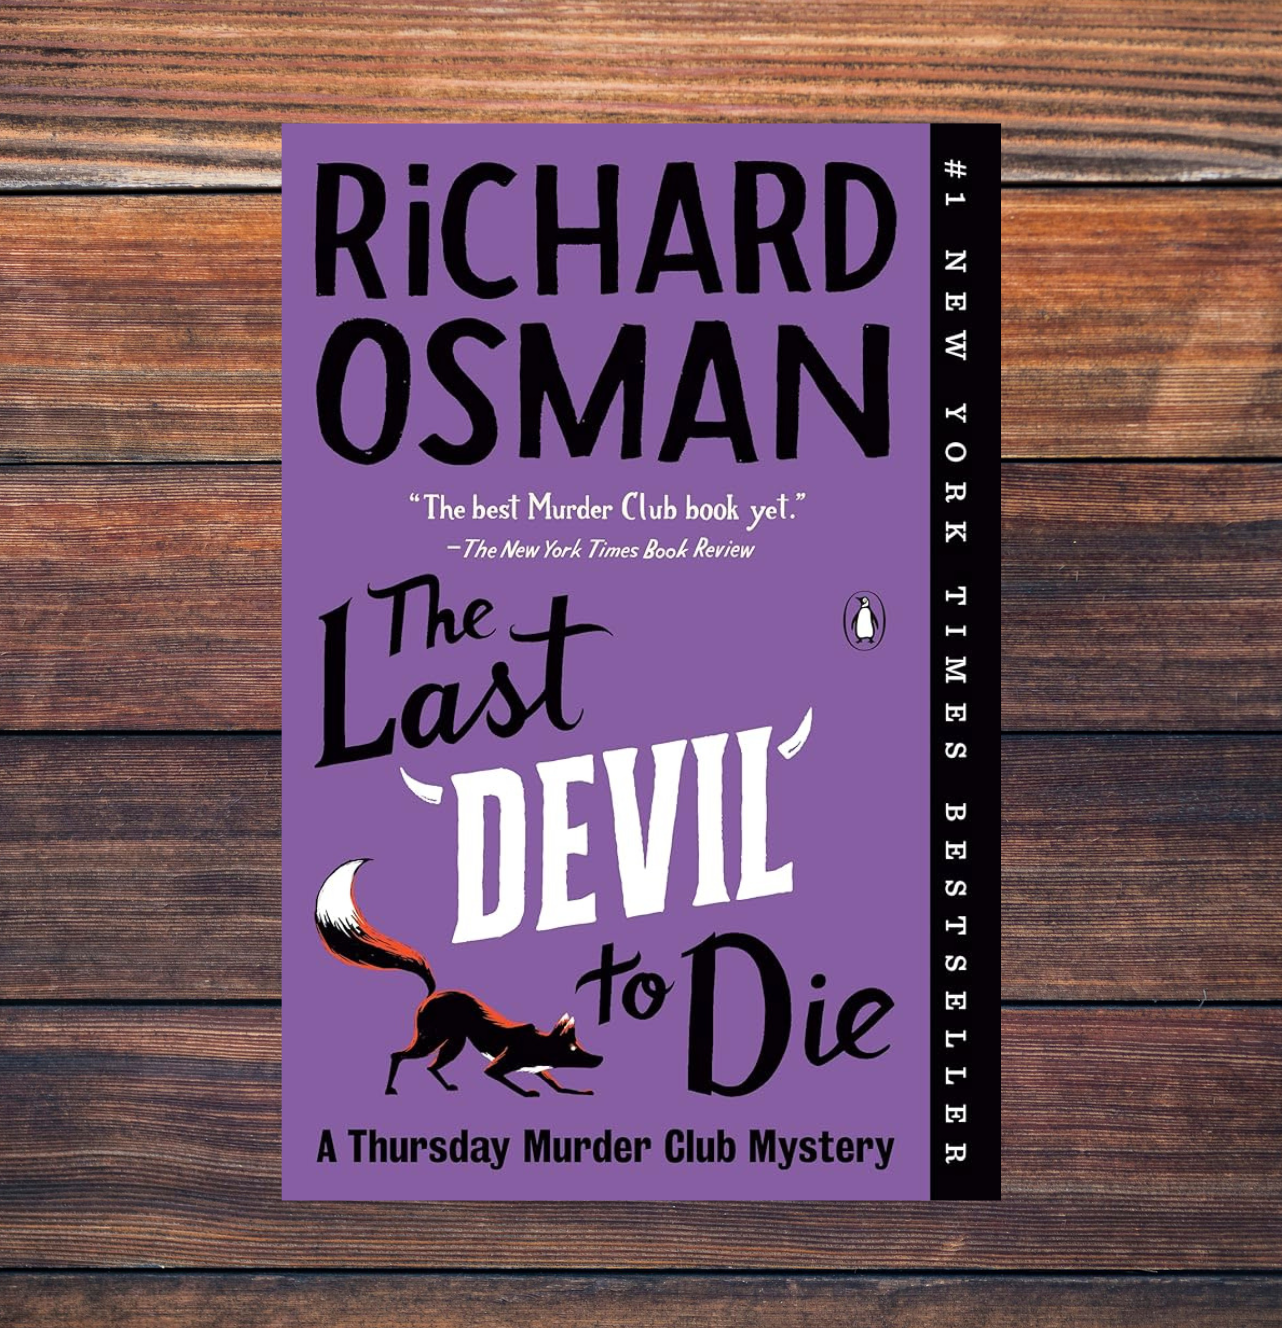 RiCHARD
OSMAN
“The best Murder Club book yet.”
–The New York Times Book Review
The
Last
DEVIL
to Die
A Thursday Murder Club Mystery
#1 NEW YORK TIMES BESTSELLER